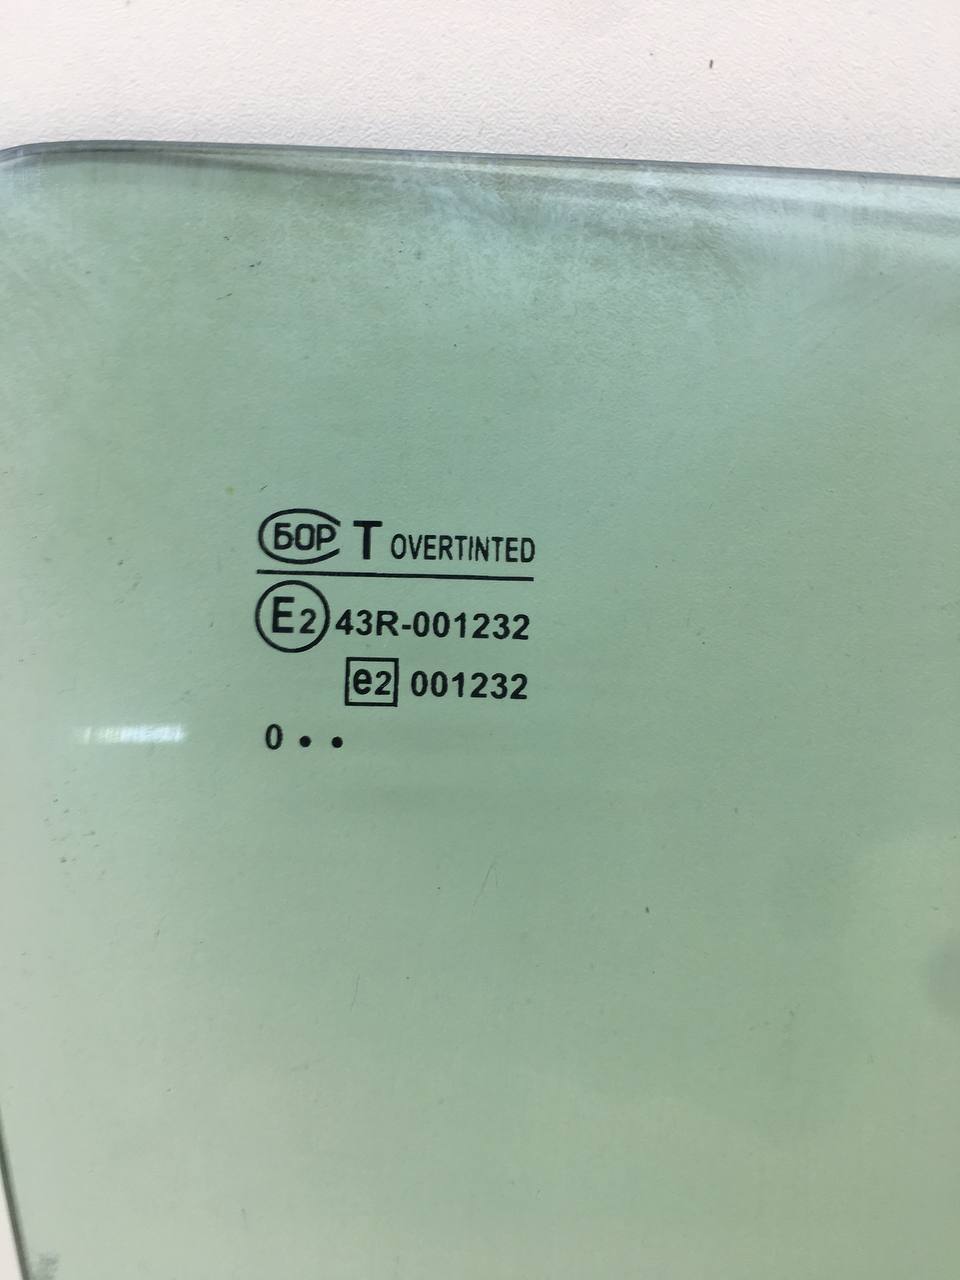 БОР T OVERTINTED
E2 43R-001232
e2 001232
0 • •